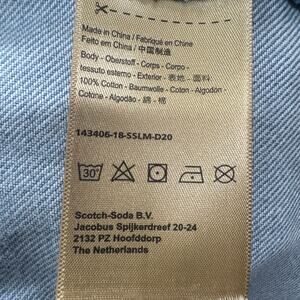 Made in China / Fabriqué en Chine
Feito em China / 中国制造
Body - Oberstoff - Corps - Corpo -
tessuto esterno - Exterior - 表地 - 面料
100% Cotton - Baumwolle - Coton - Algodón -
Cotone - Algodão - 綿 - 棉
143406-18-SSLM-D20
30°
Scotch-Soda B.V.
Jacobus Spijkerdreef 20-24
2132 PZ Hoofddorp
The Netherlands